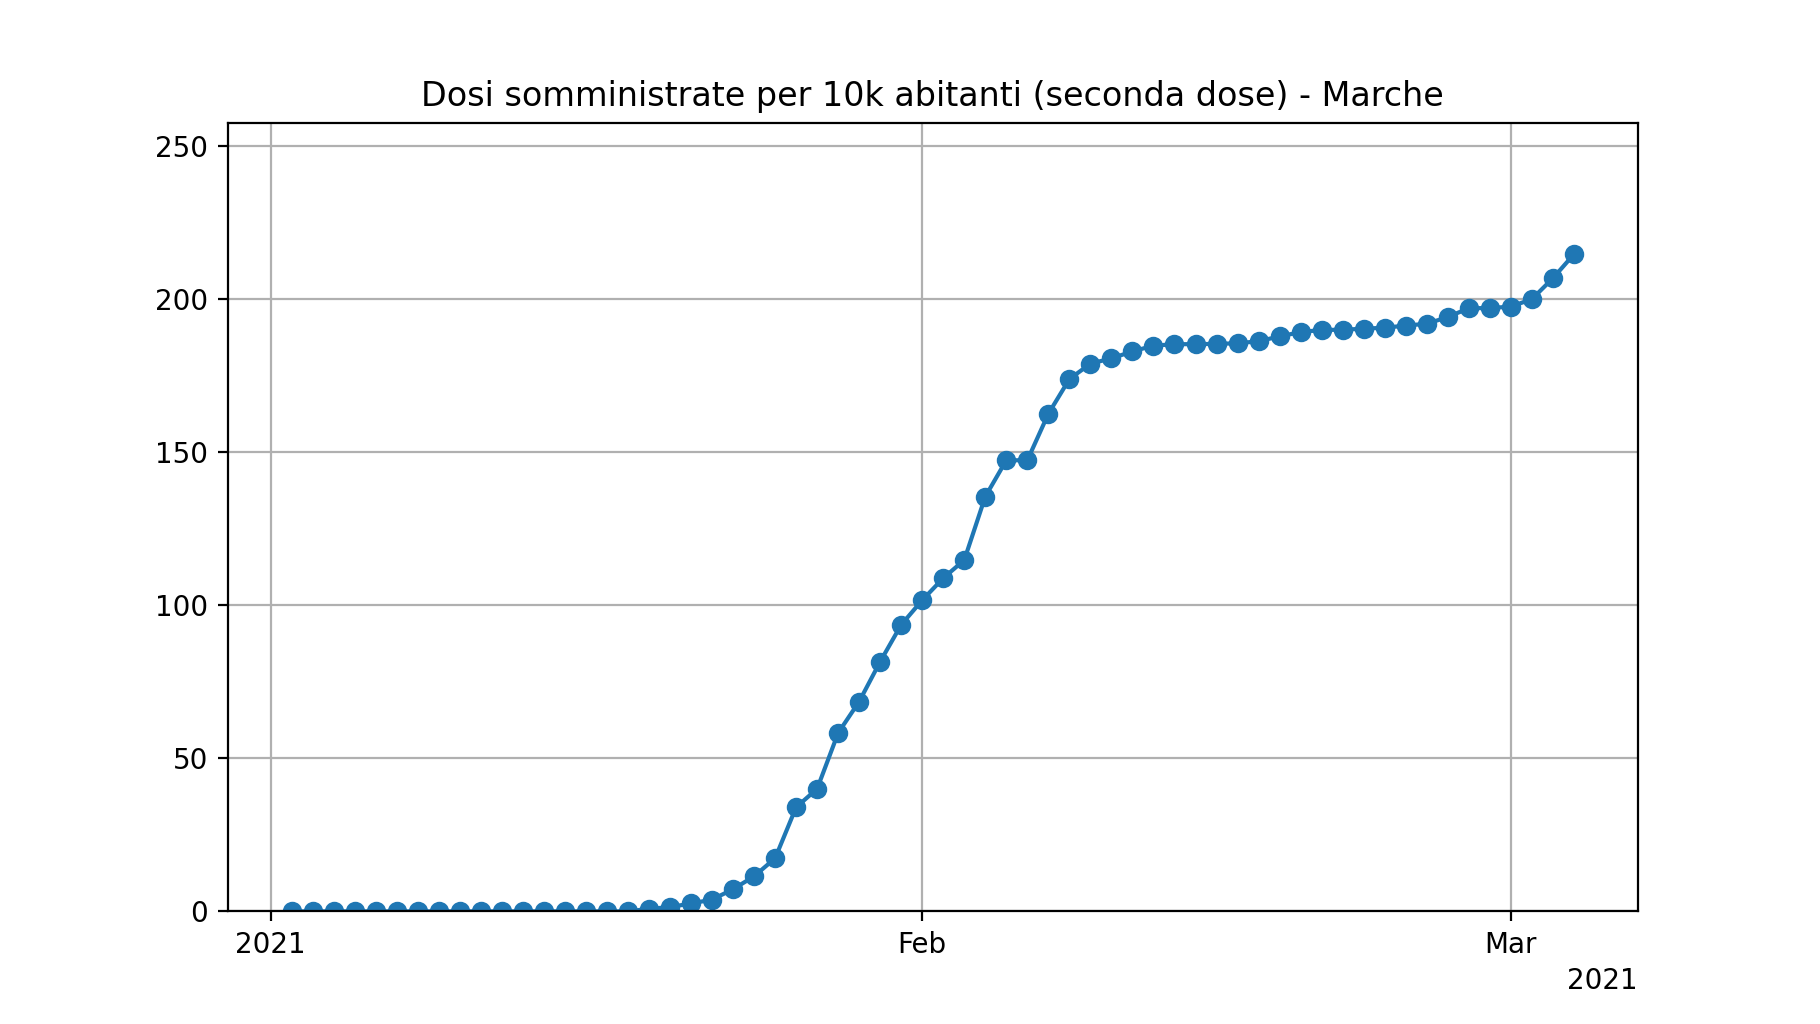 Dosi somministrate per 10k abitanti (seconda dose) - Marche
250
200
150
100
50
0
2021
Feb
Mar
2021